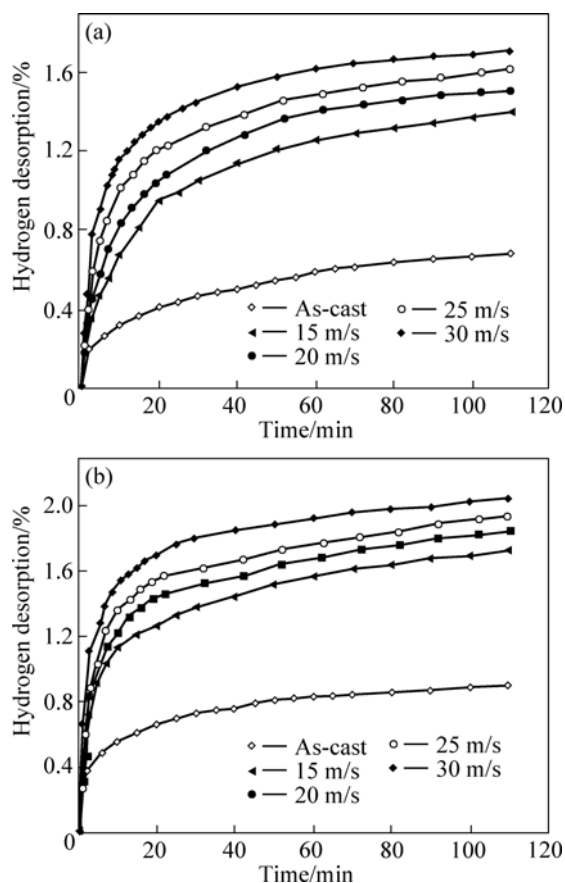 (a)
Hydrogen desorption/%
1.6
1.2
0.8
0.4
0
As-cast
15 m/s
20 m/s
25 m/s
30 m/s
20 40 60 80 100 120
Time/min
(b)
Hydrogen desorption/%
2.0
1.6
1.2
0.8
0.4
0
As-cast
15 m/s
20 m/s
25 m/s
30 m/s
20 40 60 80 100 120
Time/min